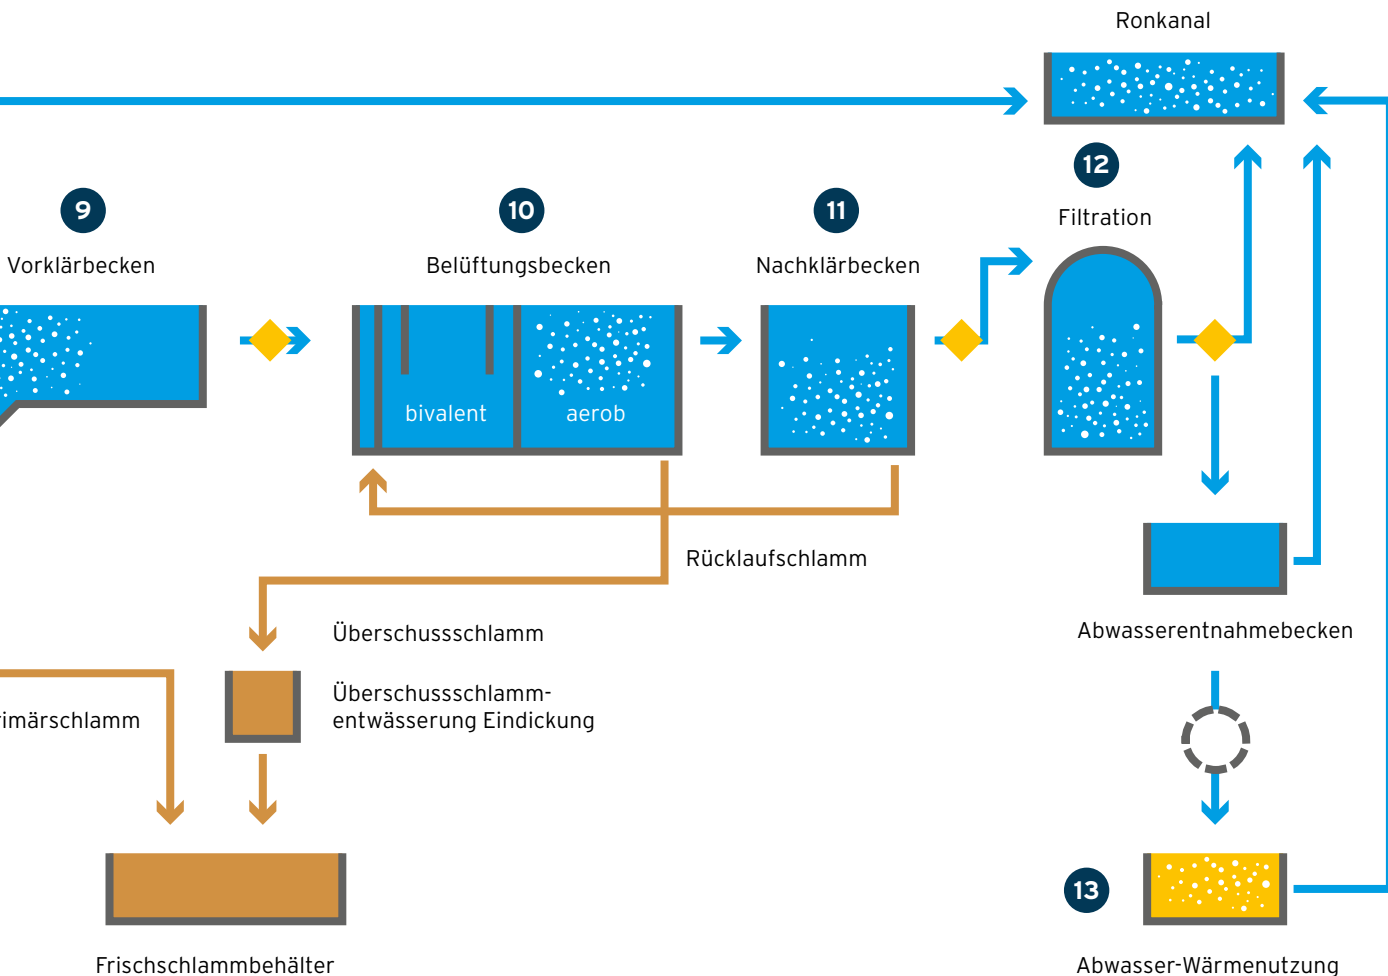 Ronkanal
12
9
10
11
Filtration
Vorklärbecken
Belüftungsbecken
Nachklärbecken
bivalent
aerob
Rücklaufschlamm
Überschussschlamm
Abwasserentnahmebecken
Überschussschlamm-
entwässerung Eindickung
rimärschlamm
13
Frischschlammbehälter
Abwasser-Wärmenutzung